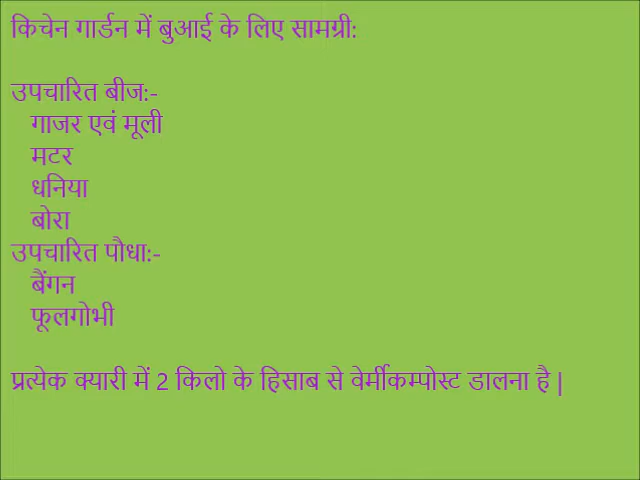 किचेन गार्डन में बुआई के लिए सामग्री:
उपचारित बीज:-
गाजर एवं मूली
मटर
धनिया
बोरा
उपचारित पौधा:-
बैंगन
फूलगोभी
प्रत्येक क्यारी में 2 किलो के हिसाब से वेर्मीकम्पोस्ट डालना है |